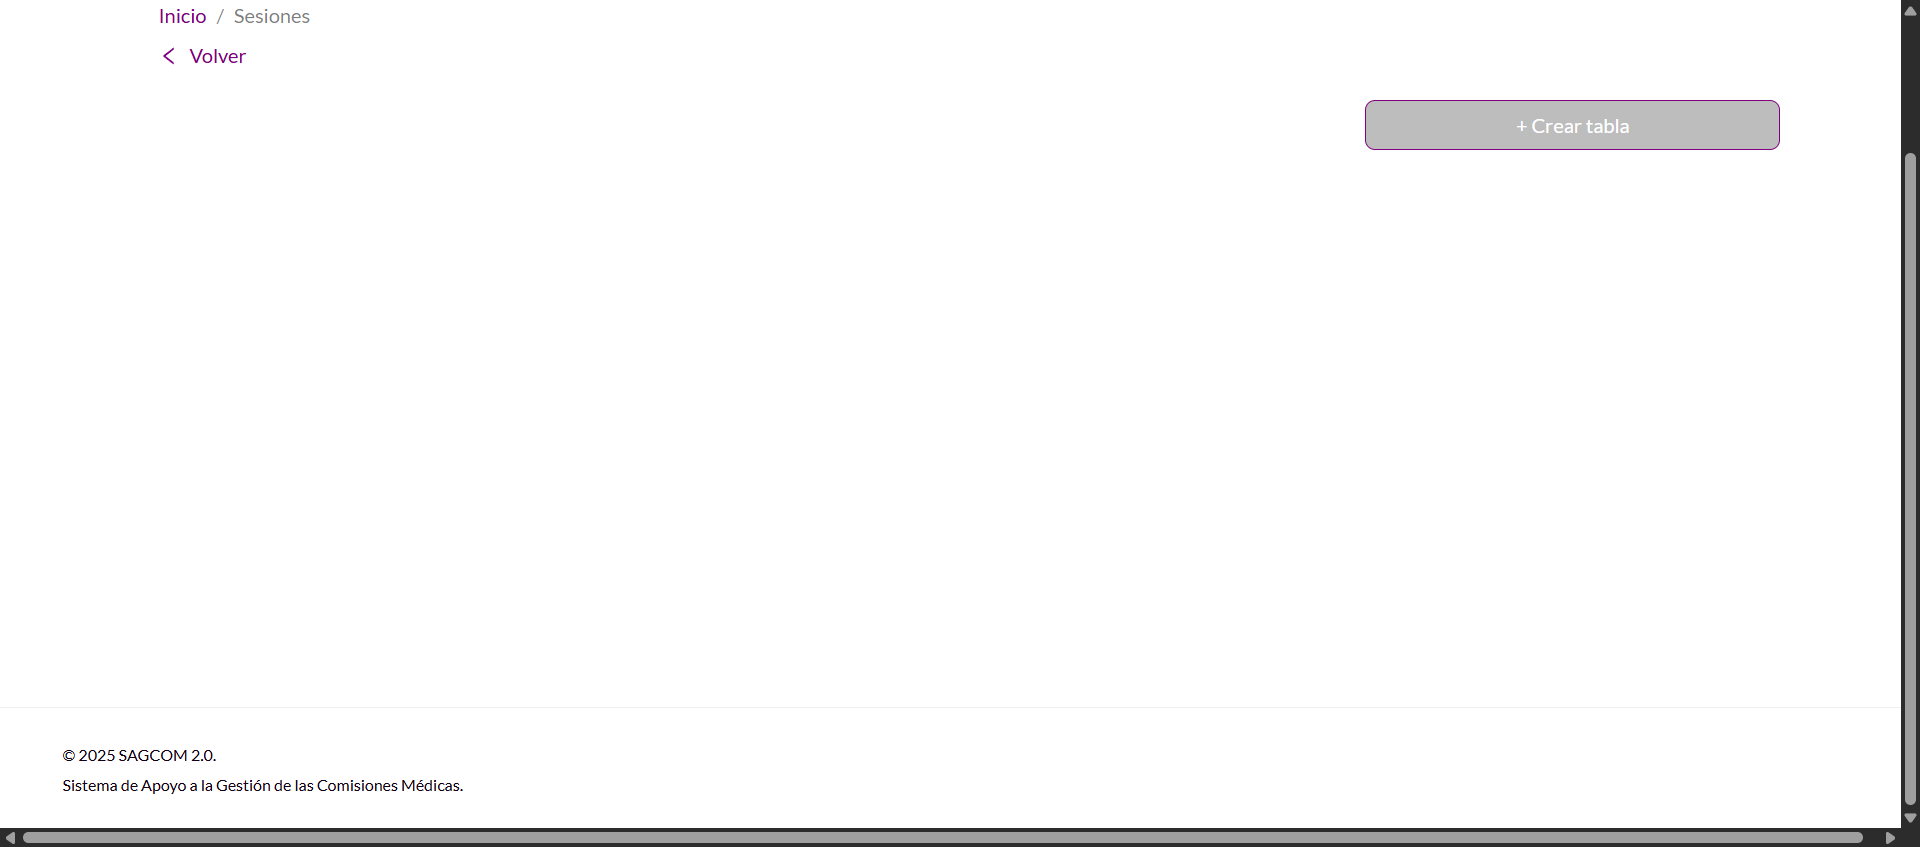 Inicio / Sesiones
Volver
+ Crear tabla
© 2025 SAGCOM 2.0.
Sistema de Apoyo a la Gestión de las Comisiones Médicas.